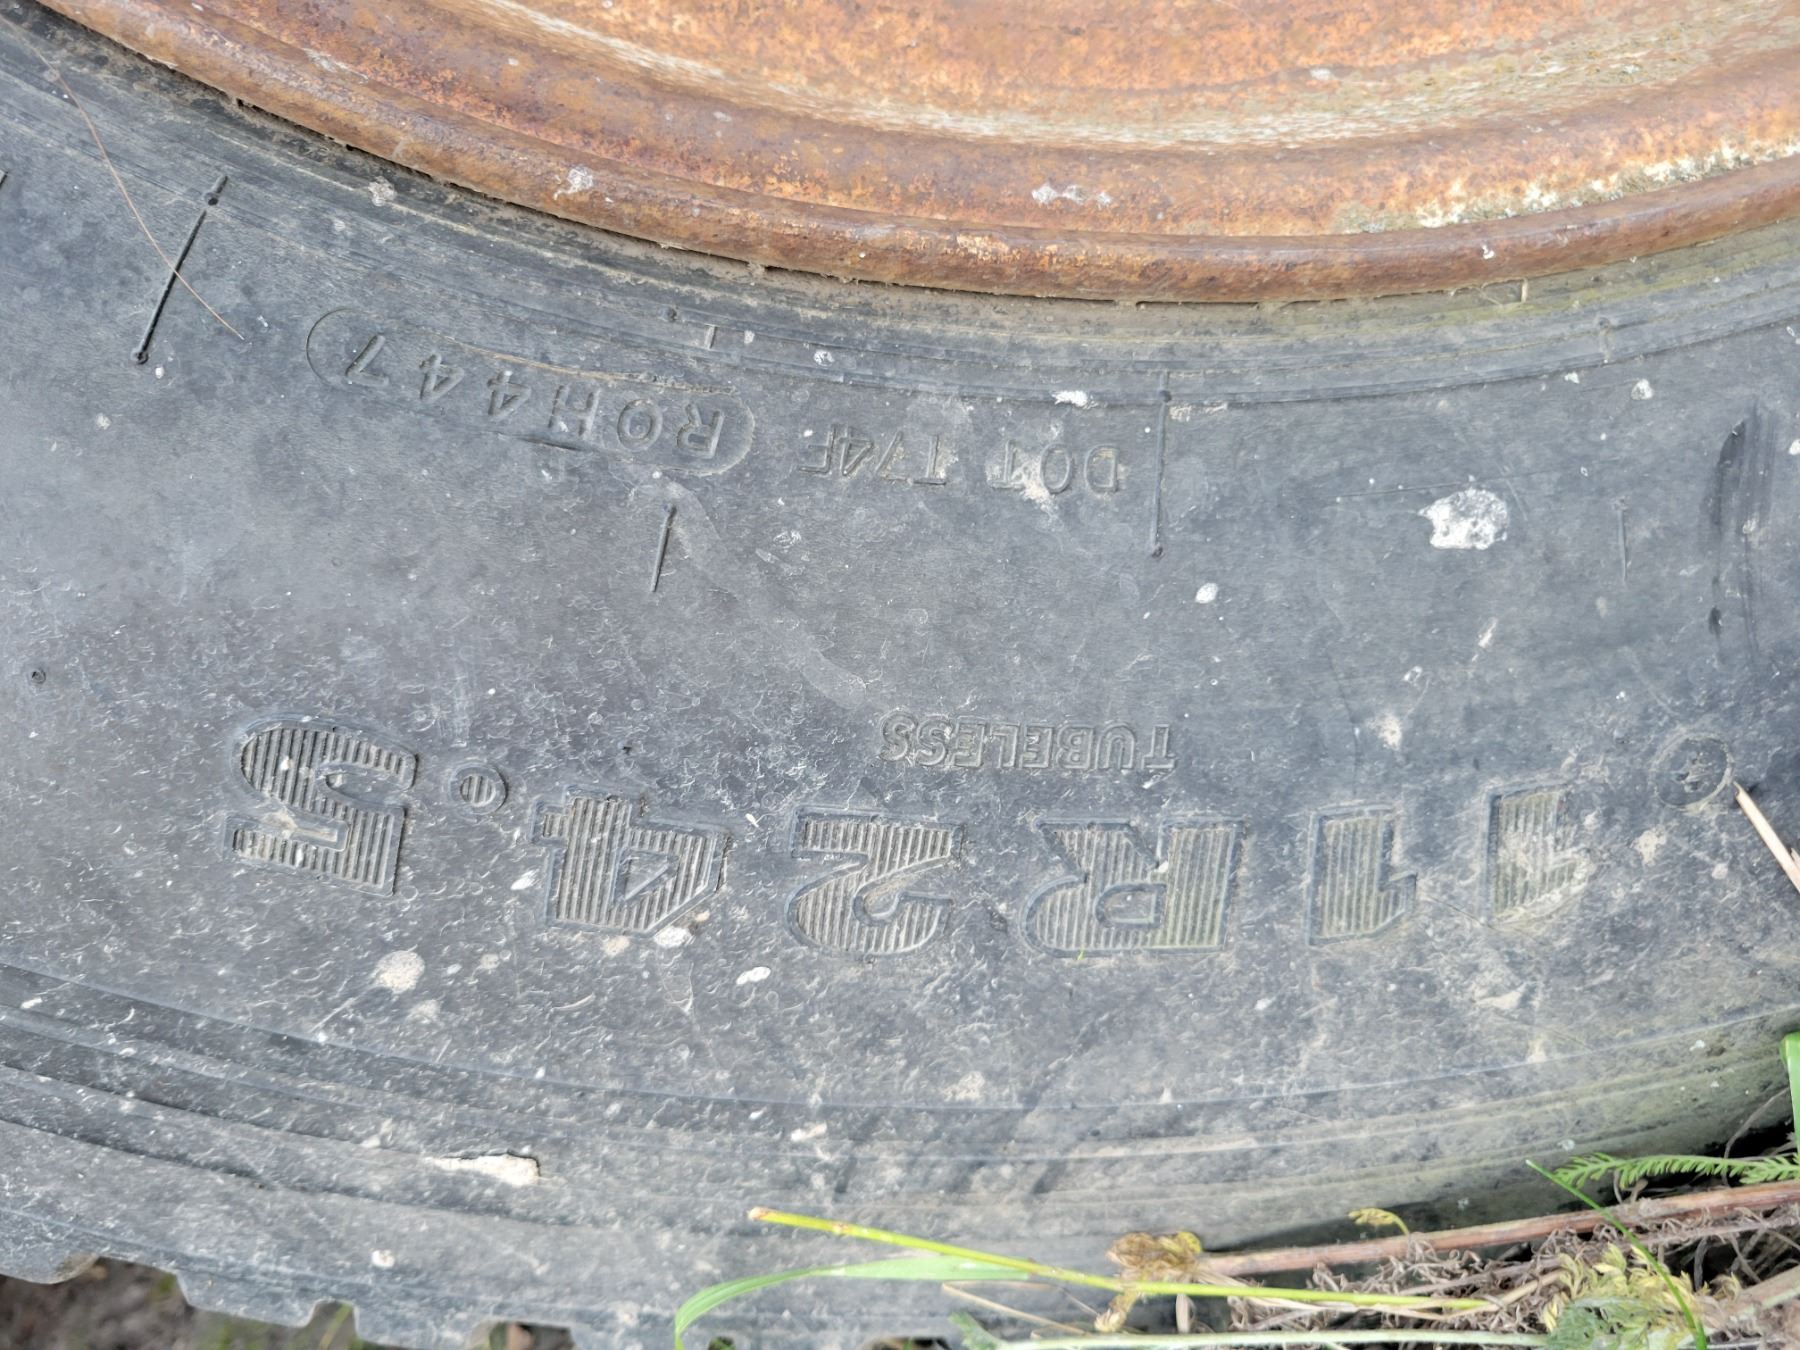 11R24.5
TUBELESS
DOT T74F ROH447